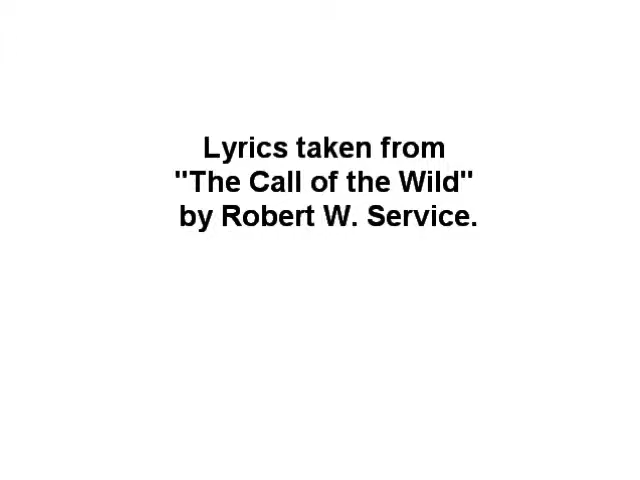 Lyrics taken from
"The Call of the Wild"
by Robert W. Service.